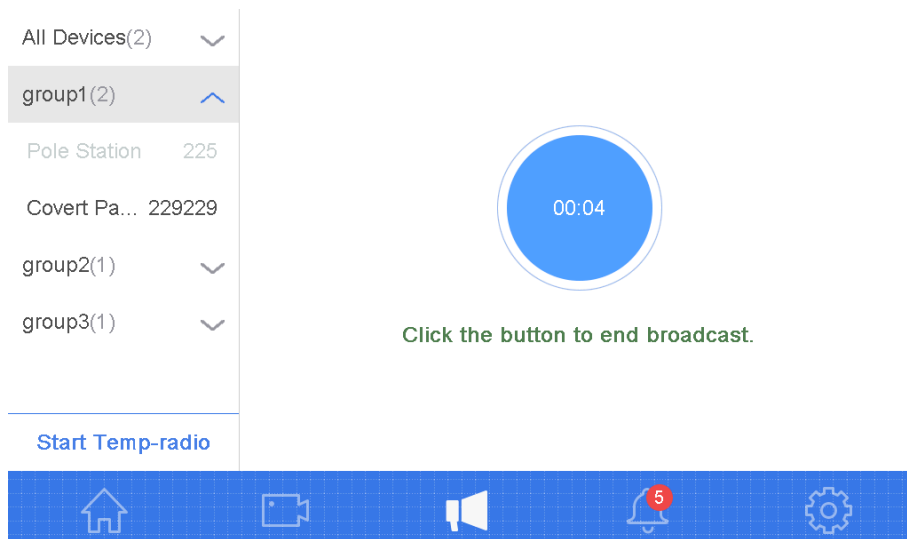 All Devices(2)
group1(2)
Pole Station 225
Covert Pa... 229229
group2(1)
group3(1)
Start Temp-radio
00:04
Click the button to end broadcast.
5